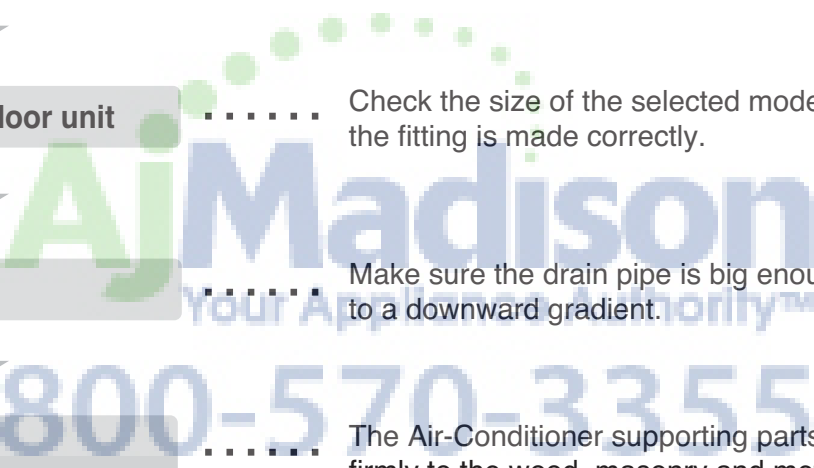 door unit
Check the size of the selected mode
the fitting is made correctly.
AjMadison
Make sure the drain pipe is big enou
Your Appliance Authority™
to a downward gradient.
800-570-3355
The Air-Conditioner supporting parts
firmly to the wood, masonry and me